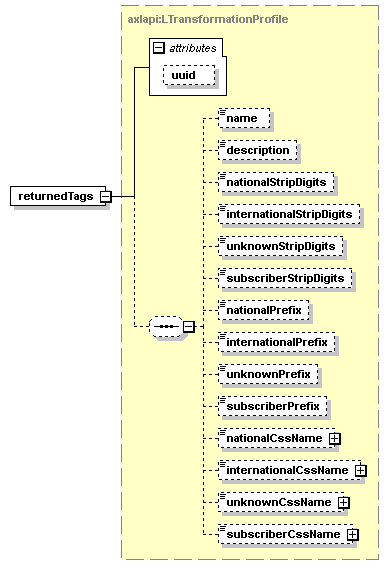 axlapi:LTransformationProfile
attributes
uuid
returnedTags
name
description
nationalStripDigits
internationalStripDigits
unknownStripDigits
subscriberStripDigits
nationalPrefix
internationalPrefix
unknownPrefix
subscriberPrefix
nationalCssName
internationalCssName
unknownCssName
subscriberCssName